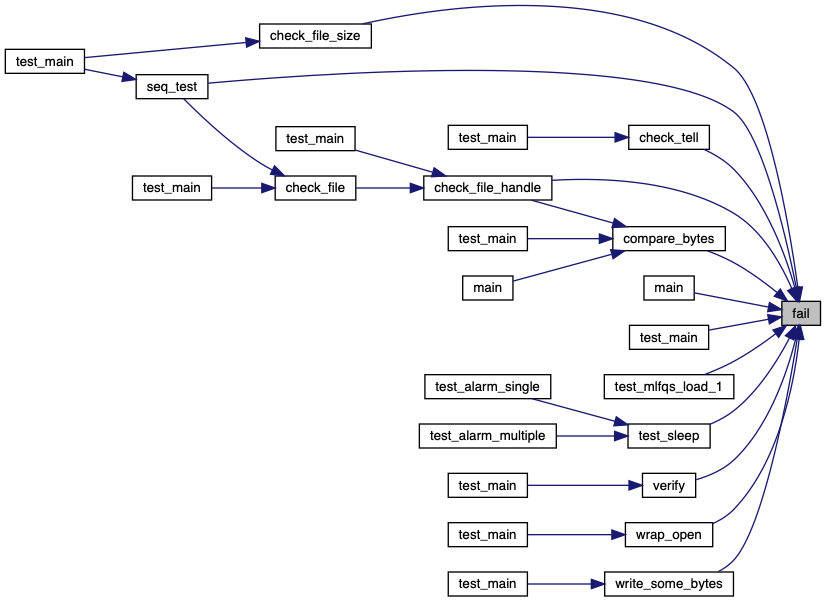 check_file_size
test_main
seq_test
test_main
test_main
check_tell
test_main
check_file
check_file_handle
test_main
compare_bytes
main
main
fail
test_main
test_alarm_single
test_mlfqs_load_1
test_alarm_multiple
test_sleep
test_main
verify
test_main
wrap_open
test_main
write_some_bytes